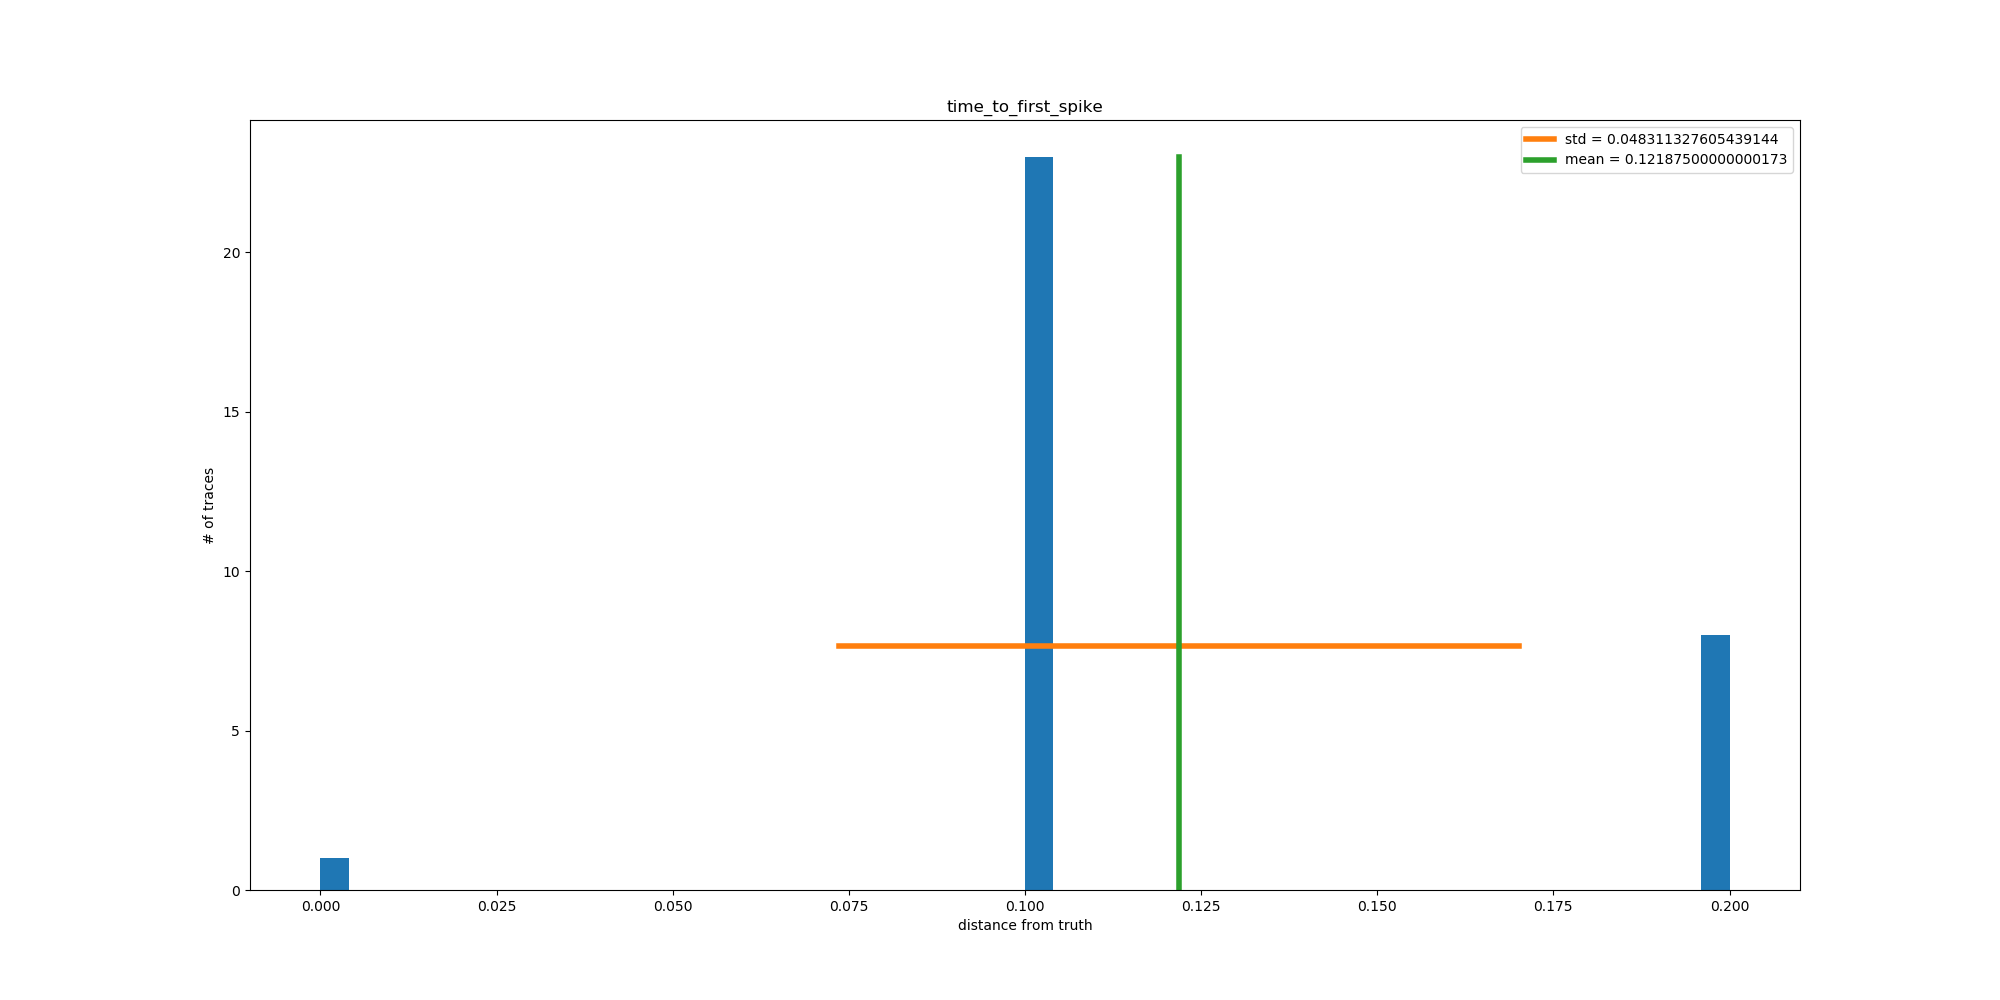 time_to_first_spike
std = 0.048311327605439144
mean = 0.12187500000000173
# of traces
20
15
10
5
0
0.000 0.025 0.050 0.075 0.100 0.125 0.150 0.175 0.200
distance from truth